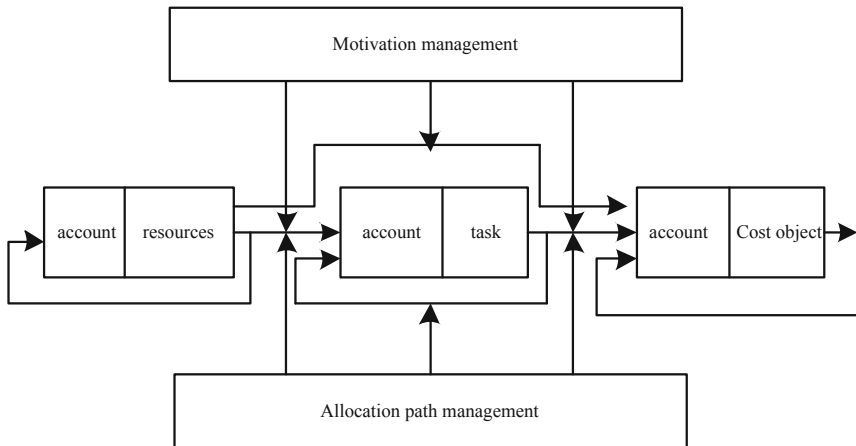 Motivation management
account
resources
account
task
account
Cost object
Allocation path management